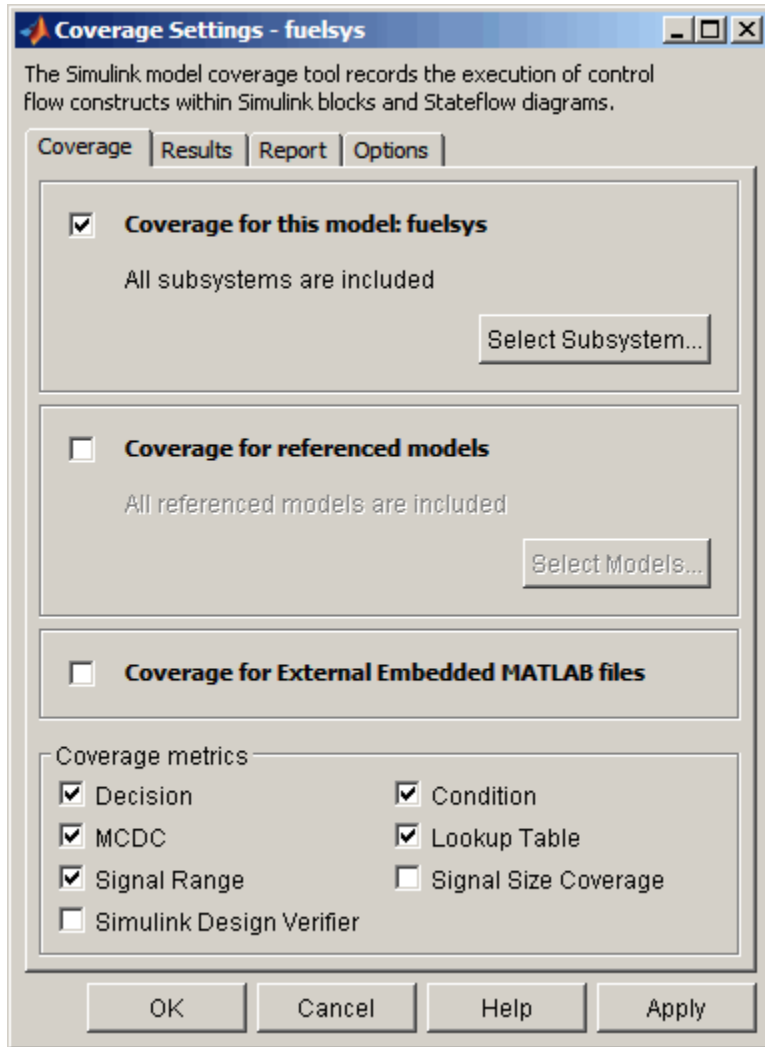 Coverage Settings - fuelsys
The Simulink model coverage tool records the execution of control
flow constructs within Simulink blocks and Stateflow diagrams.
Coverage Results Report Options
Coverage for this model: fuelsys
All subsystems are included
Select Subsystem...
Coverage for referenced models
All referenced models are included
Select Models...
Coverage for External Embedded MATLAB files
Coverage metrics
Decision Condition
MCDC Lookup Table
Signal Range Signal Size Coverage
Simulink Design Verifier
OK Cancel Help Apply